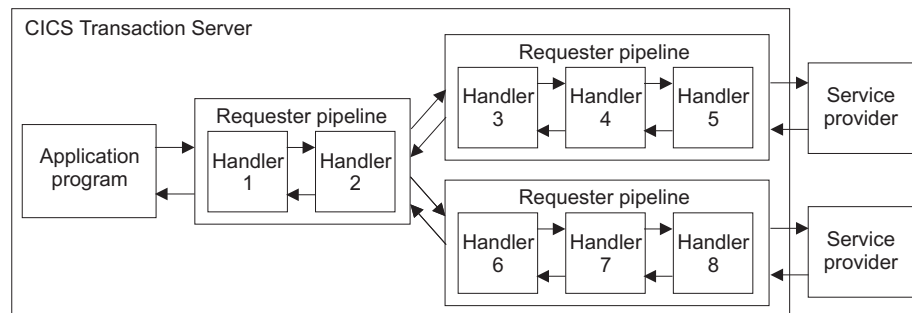 CICS Transaction Server
Application
program
Requester pipeline
Handler
1
Handler
2
Requester pipeline
Handler
3
Handler
4
Handler
5
Service
provider
Requester pipeline
Handler
6
Handler
7
Handler
8
Service
provider